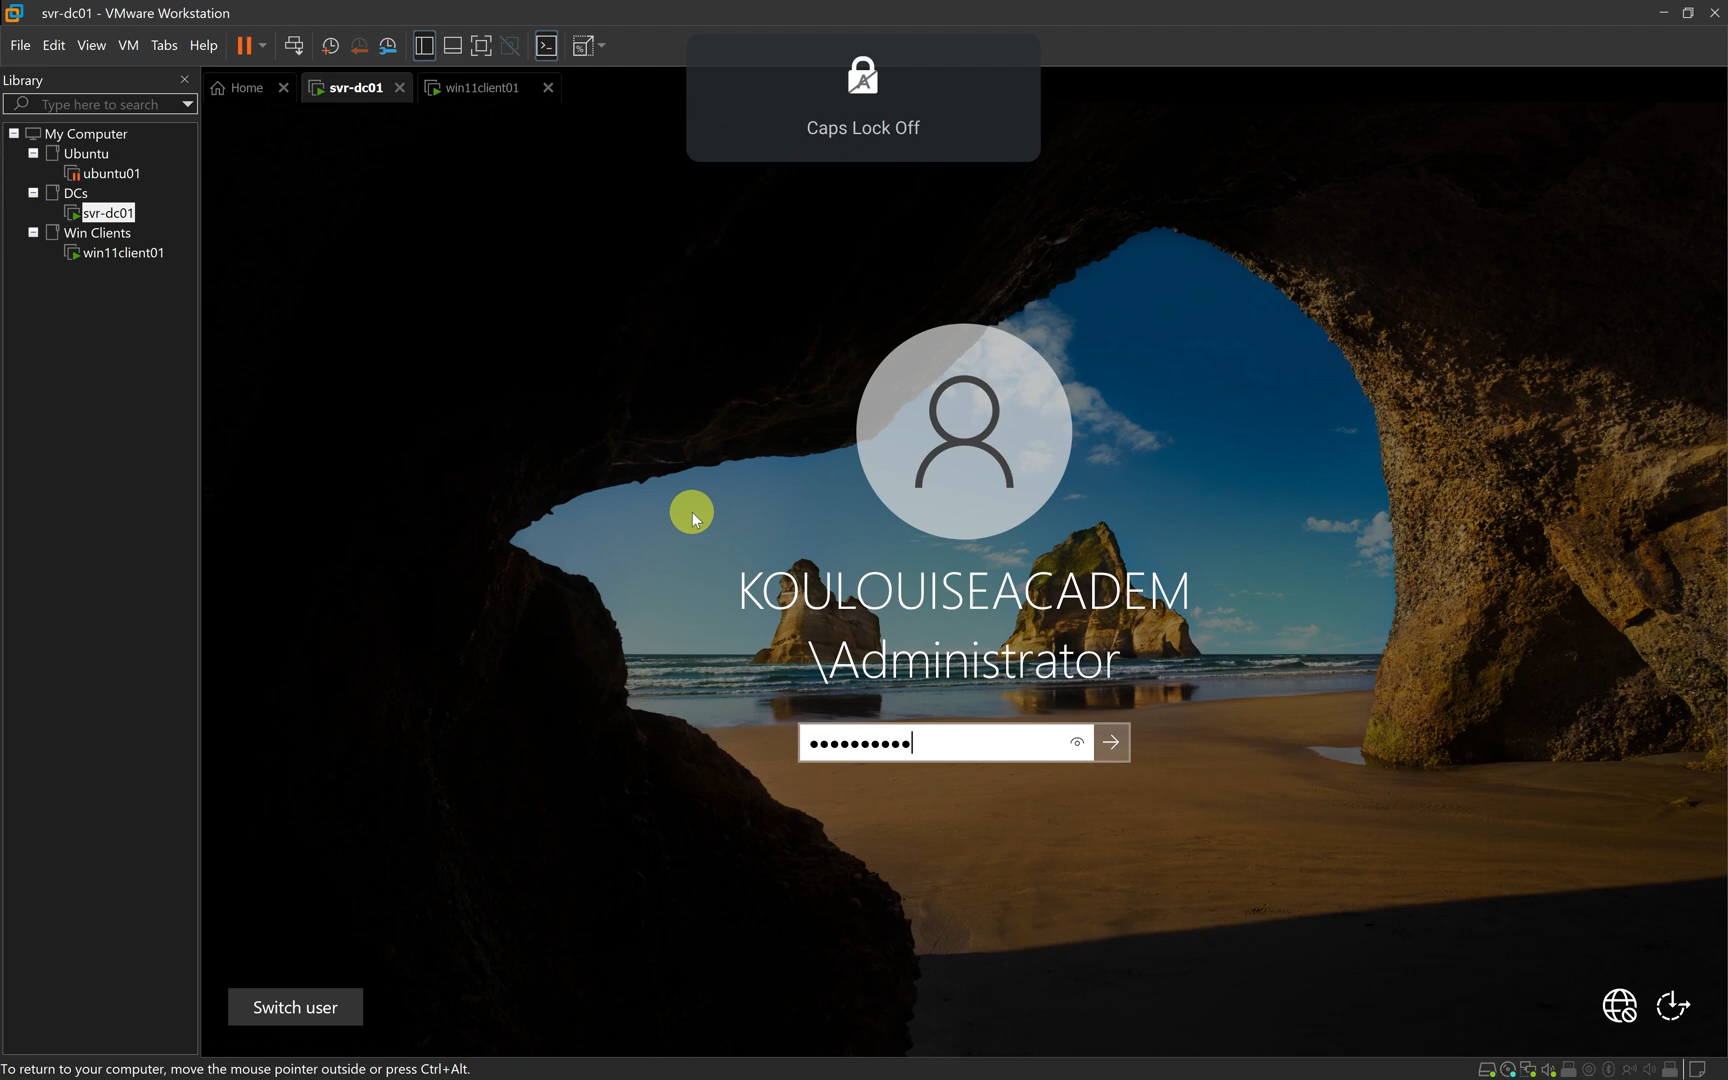 svr-dc01 - VMware Workstation
File Edit View VM Tabs Help
Library
Type here to search
Home
svr-dc01
win11client01
Caps Lock Off
My Computer
Ubuntu
ubuntu01
DCs
svr-dc01
Win Clients
win11client01
KOULOUISEACADEM
\Administrator
Switch user
To return to your computer, move the mouse pointer outside or press Ctrl+Alt.